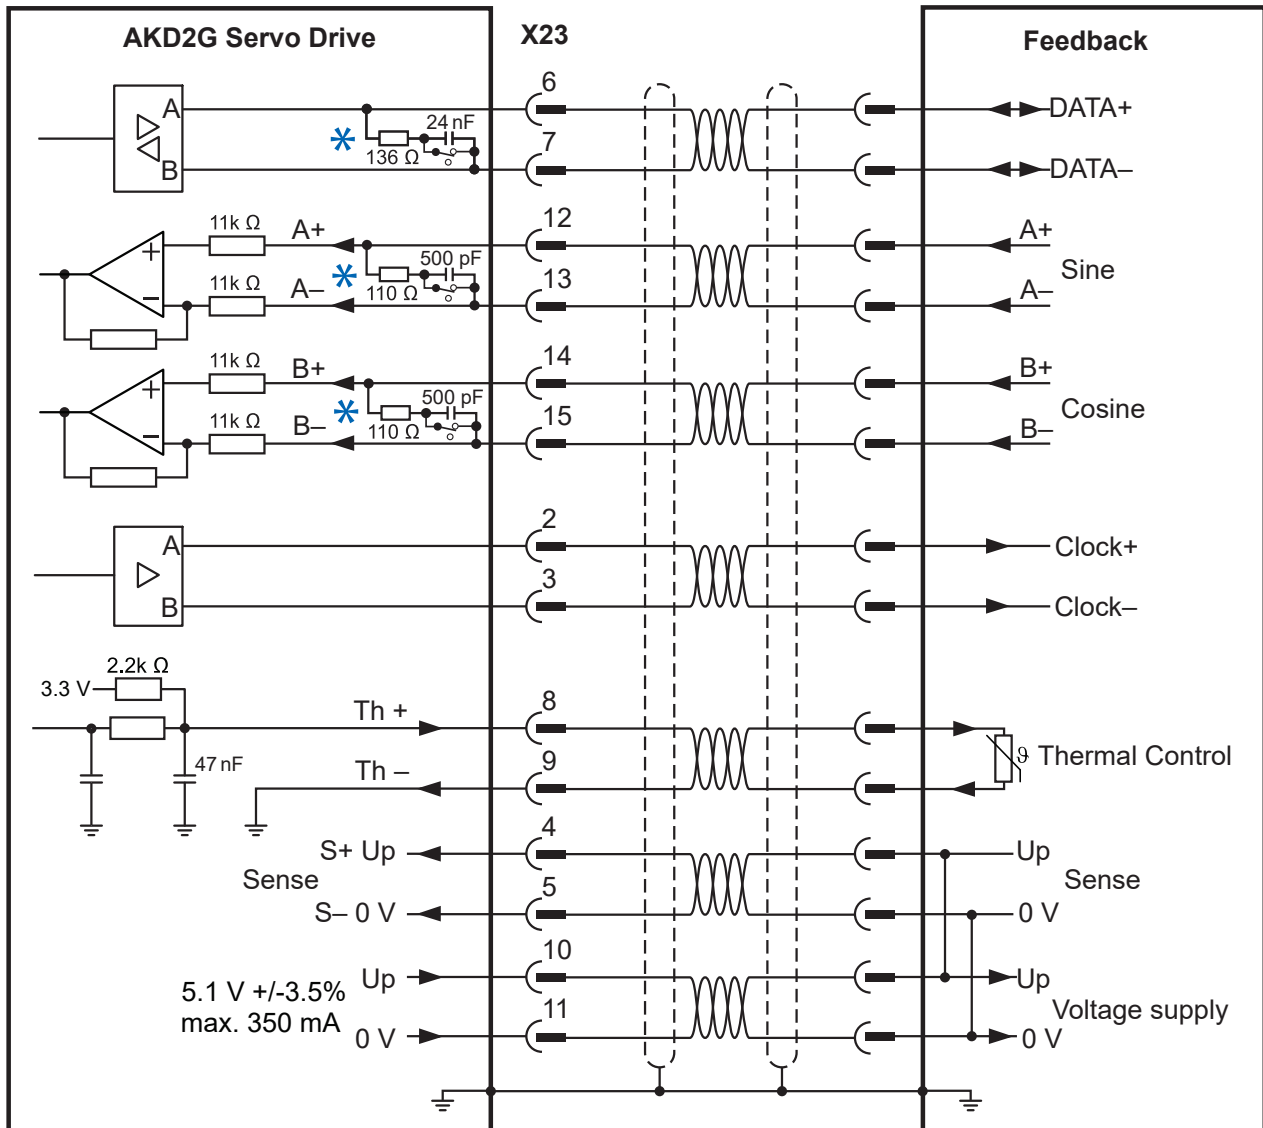 AKD2G Servo Drive
X23
Feedback
A
6
DATA+
*
24 nF
136 Ω
7
B
DATA–
11k Ω
A+
12
A+
+
*
500 pF
Sine
11k Ω
A–
110 Ω
13
A–
–
11k Ω
B+
14
B+
+
*
500 pF
Cosine
11k Ω
B–
110 Ω
15
B–
–
A
2
Clock+
B
3
Clock–
2.2k Ω
3.3 V
Th +
8
47 nF
ϑ Thermal Control
Th –
9
S+ Up
4
Up
Sense
Sense
S– 0 V
5
0 V
5.1 V +/-3.5%
max. 350 mA
Up
10
Up
Voltage supply
0 V
11
0 V